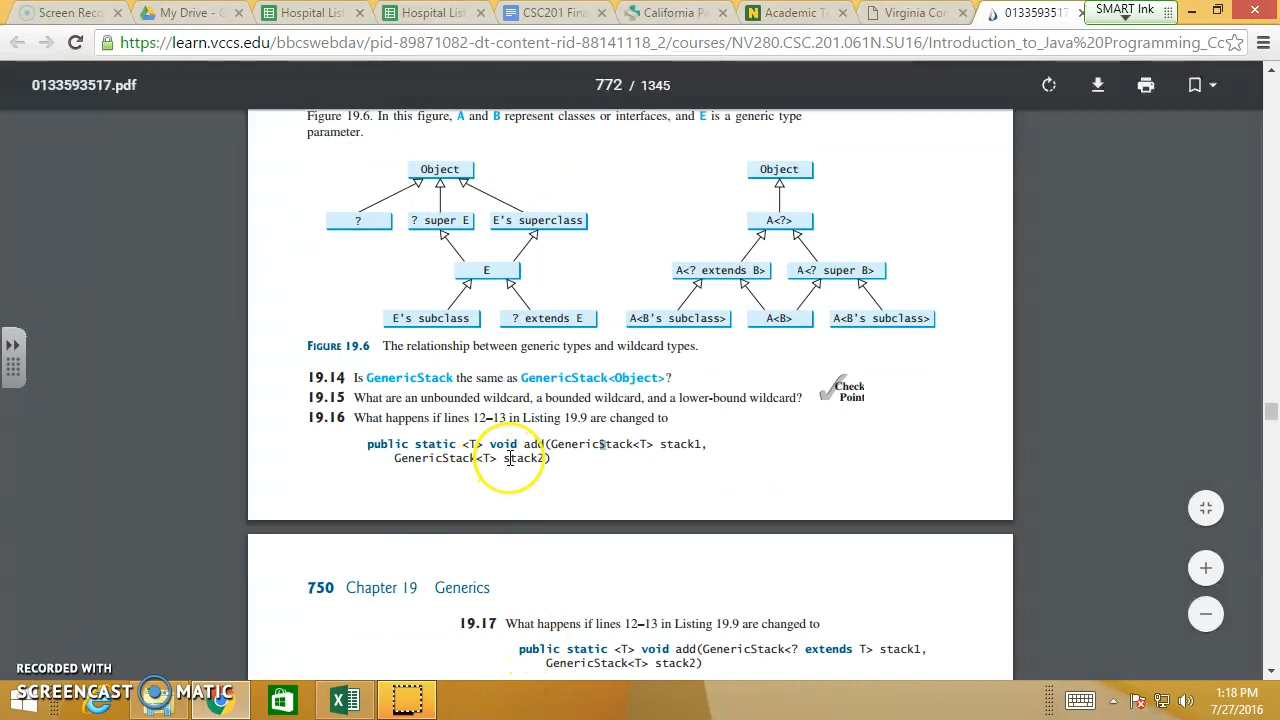 Screen Reco
My Drive - G
Hospital List
Hospital List
CSC201 Fina
California Pa
Academic T
Virginia Con
0133593517.p
SMART Ink
https://learn.vccs.edu/bbcswebdav/pid-89871082-dt-content-rid-88141118_2/courses/NV280.CSC.201.061N.SU16/Introduction_to_Java%20Programming_Co
0133593517.pdf
772 / 1345
Figure 19.6. In this figure, A and B represent classes or interfaces, and E is a generic type
parameter.
Object
Object
?
? super E
E's superclass
A<?>
E
A<? extends B>
A<? super B>
E's subclass
? extends E
A<B's subclass>
A<B>
A<B's subclass>
FIGURE 19.6 The relationship between generic types and wildcard types.
19.14 Is GenericStack the same as GenericStack<Object>?
19.15 What are an unbounded wildcard, a bounded wildcard, and a lower-bound wildcard?
Check
Point
19.16 What happens if lines 12–13 in Listing 19.9 are changed to
public static <T> void add(GenericStack<T> stack1,
GenericStack<T> stack2)
750 Chapter 19 Generics
19.17 What happens if lines 12–13 in Listing 19.9 are changed to
public static <T> void add(GenericStack<? extends T> stack1,
GenericStack<T> stack2)
RECORDED WITH
SCREENCAST MATIC
1:18 PM
7/27/2016